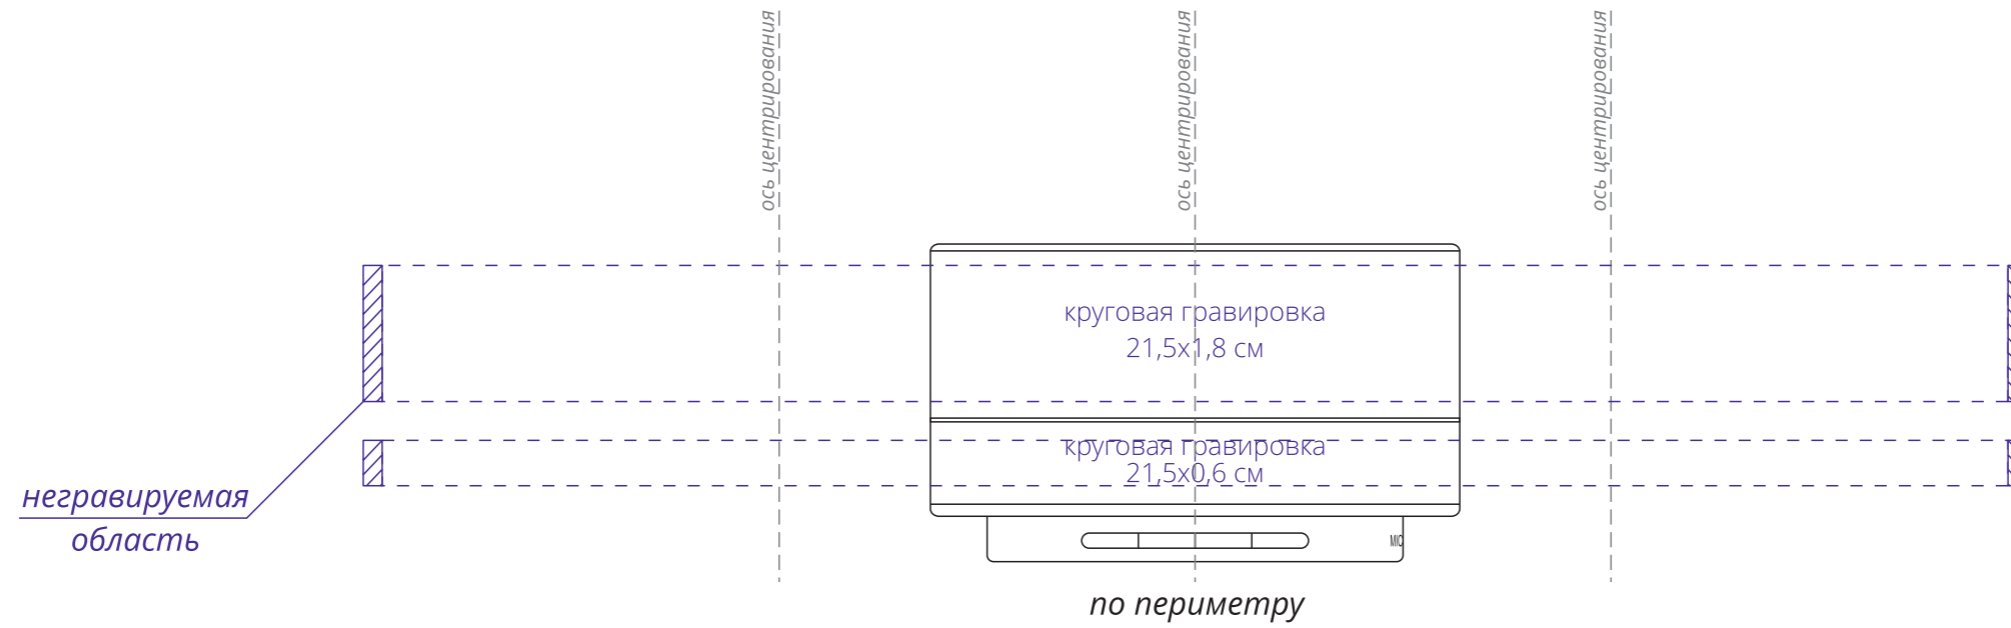 ось центрирования
ось центрирования
ось центрирования
круговая гравировка
21,5х1,8 см
круговая гравировка
21,5х0,6 см
негравируемая
область
MIC
по периметру